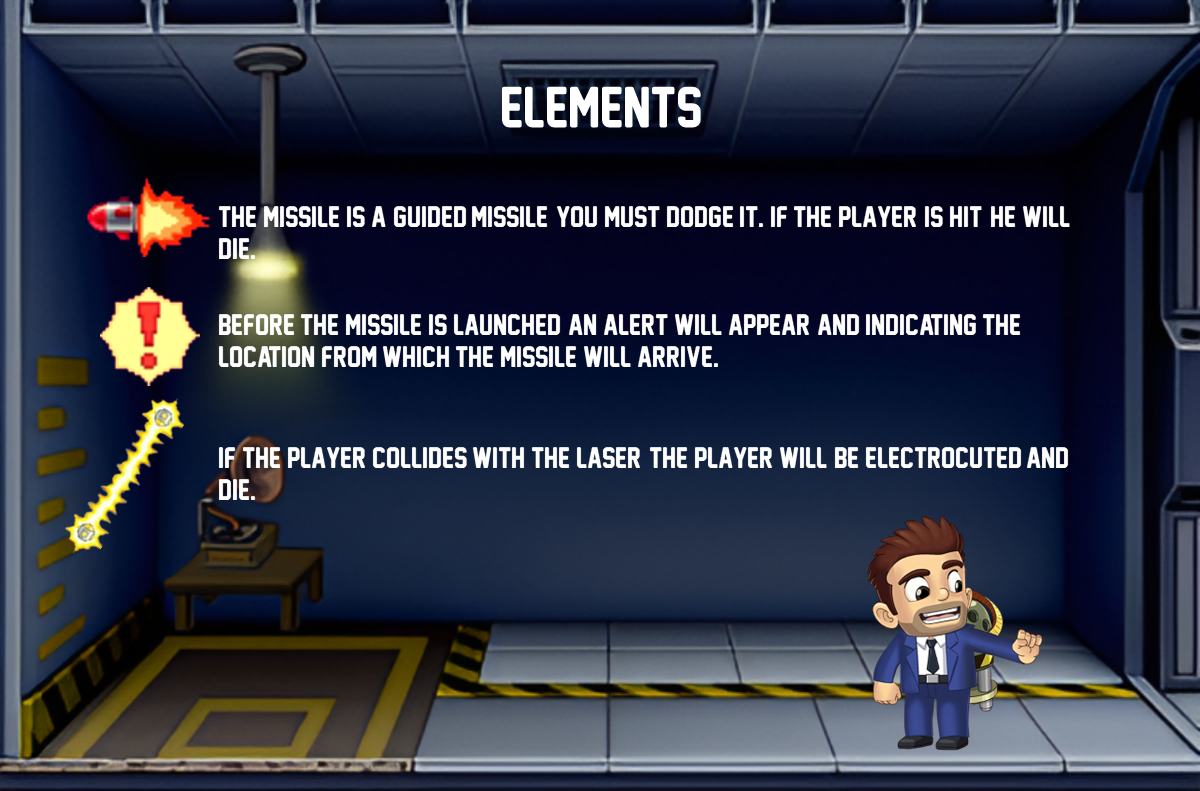 ELEMENTS
THE MISSILE IS A GUIDED MISSILE YOU MUST DODGE IT. IF THE PLAYER IS HIT HE WILL
DIE.
BEFORE THE MISSILE IS LAUNCHED AN ALERT WILL APPEAR AND INDICATING THE
LOCATION FROM WHICH THE MISSILE WILL ARRIVE.
IF THE PLAYER COLLIDES WITH THE LASER THE PLAYER WILL BE ELECTROCUTED AND
DIE.